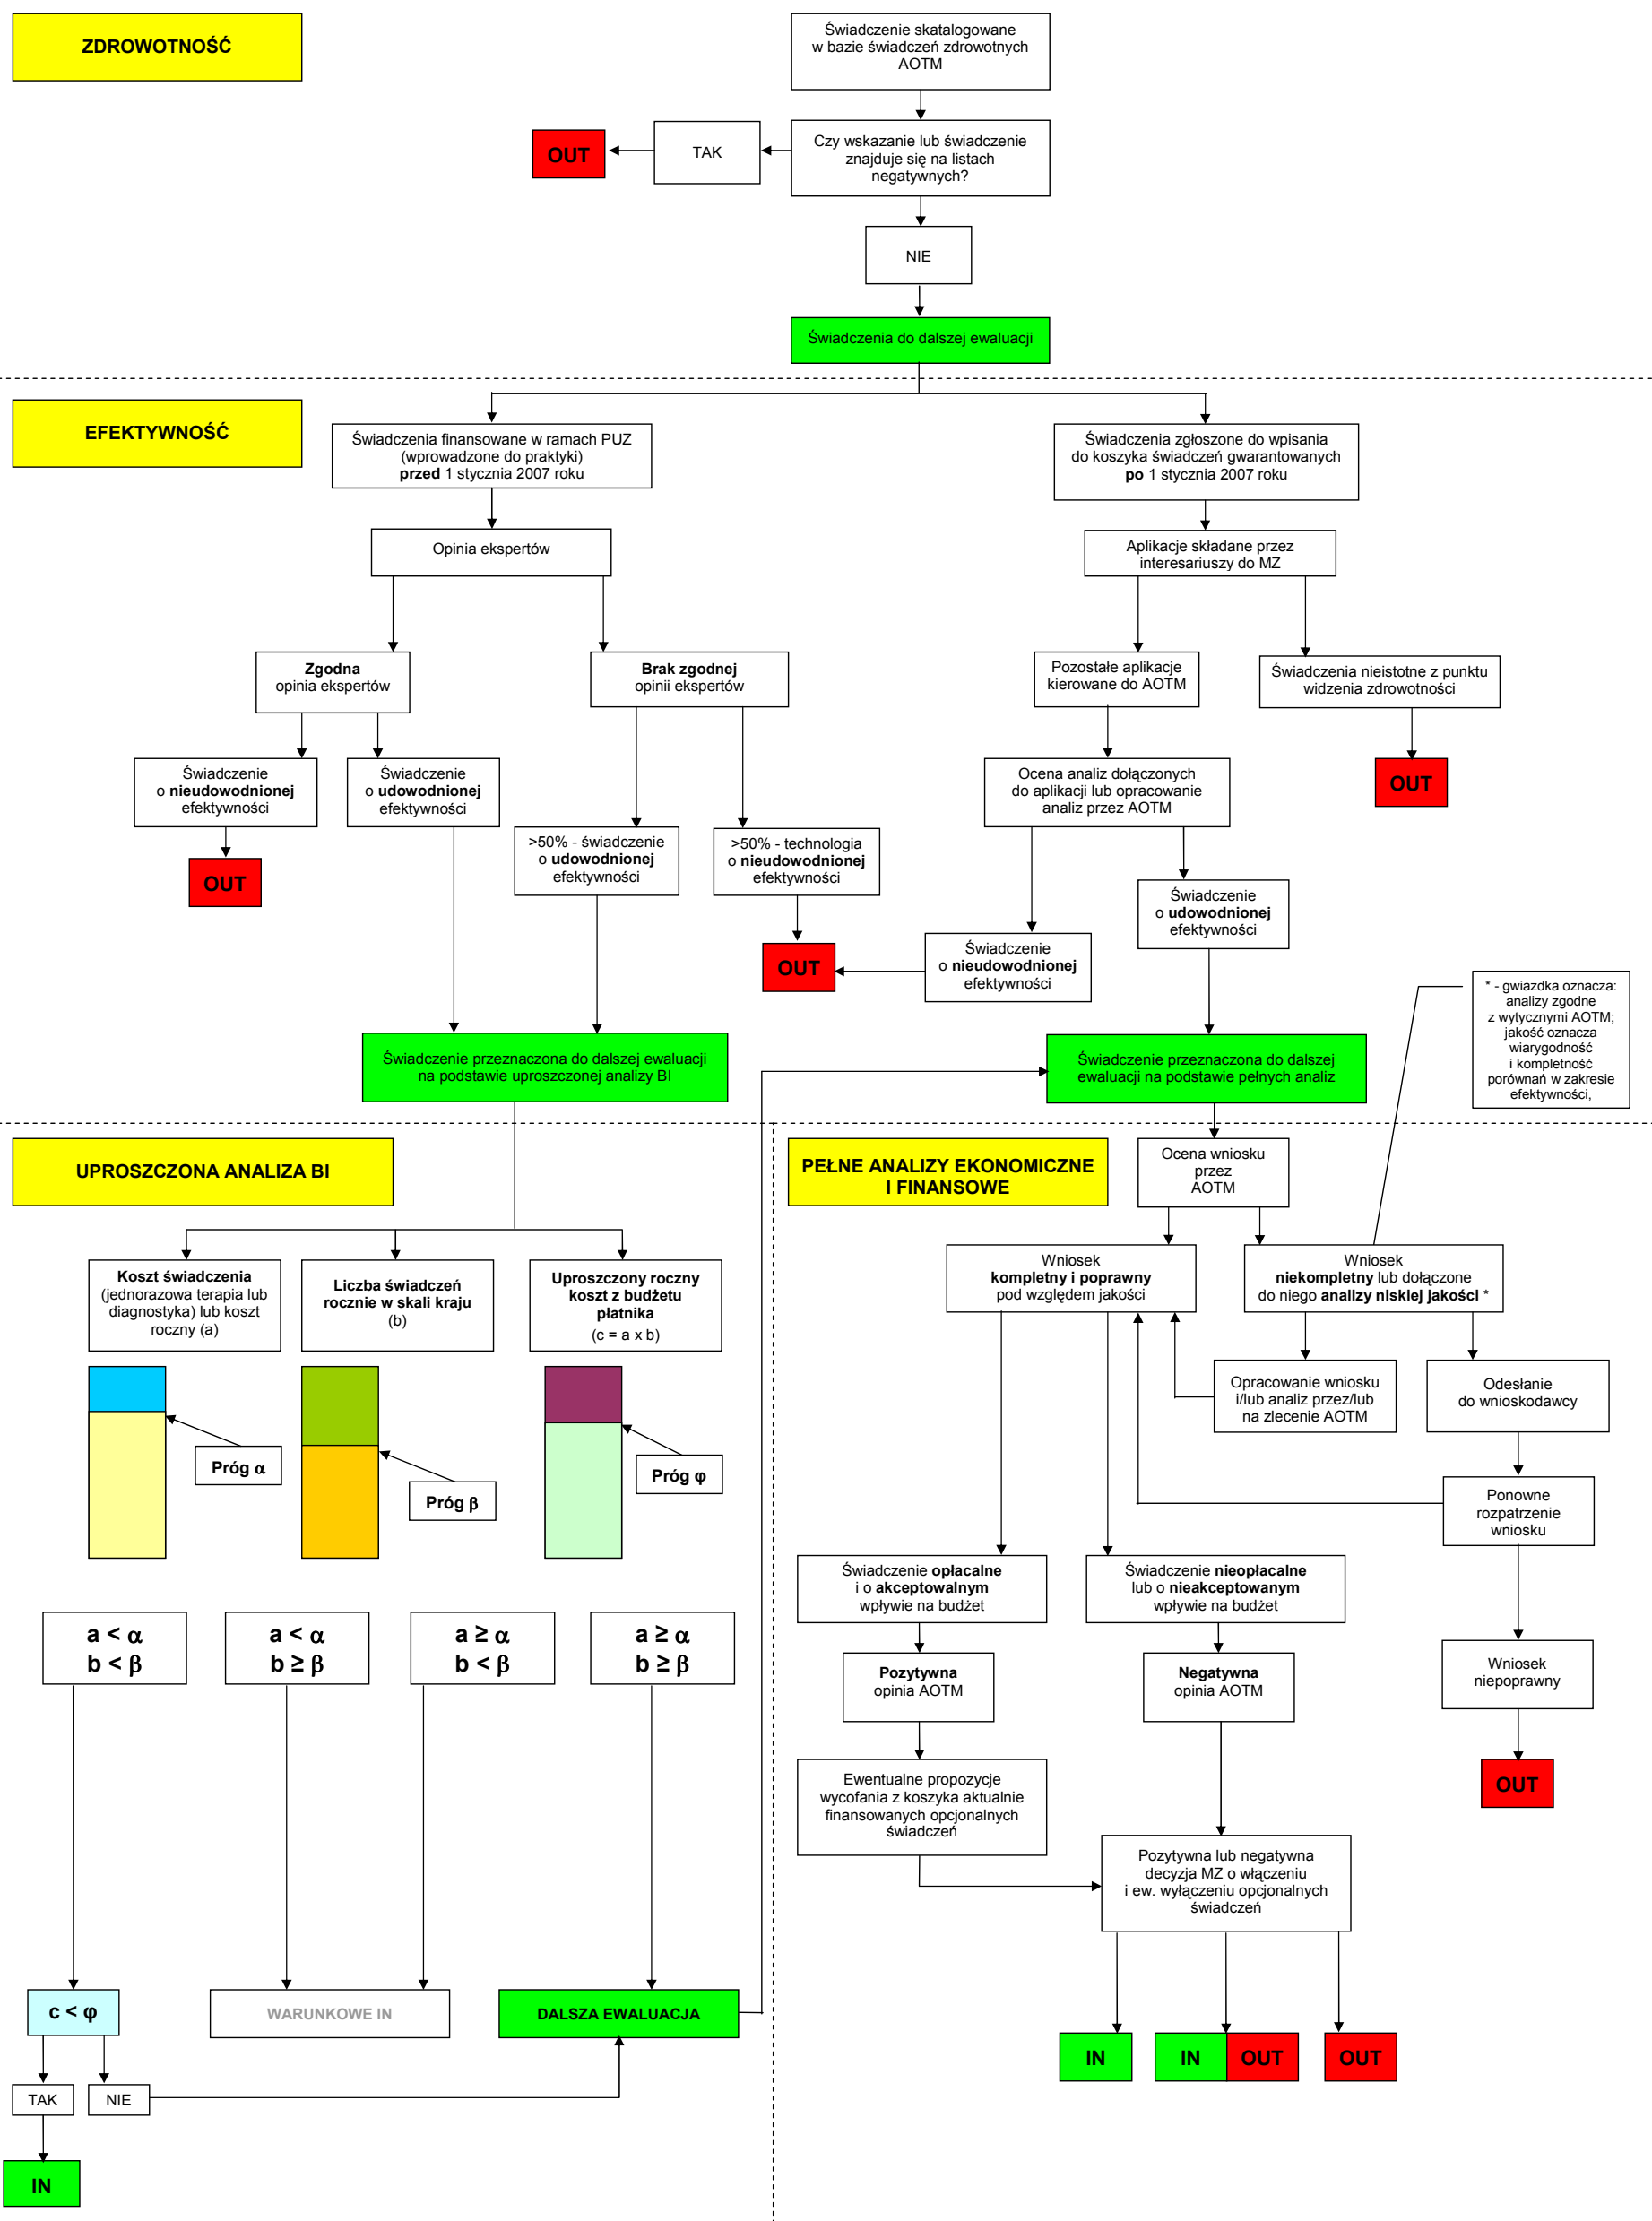 ZDROWOTNOŚĆ
Świadczenie skatalogowane
w bazie świadczeń zdrowotnych
AOTM
OUT
TAK
Czy wskazanie lub świadczenie
znajduje się na listach
negatywnych?
NIE
Świadczenia do dalszej ewaluacji
EFEKTYWNOŚĆ
Świadczenia finansowane w ramach PUZ
(wprowadzone do praktyki)
przed 1 stycznia 2007 roku
Świadczenia zgłoszone do wpisania
do koszyka świadczeń gwarantowanych
po 1 stycznia 2007 roku
Opinia ekspertów
Aplikacje składane przez
interesariuszy do MZ
Zgodna
opinia ekspertów
Brak zgodnej
opinii ekspertów
Pozostałe aplikacje
kierowane do AOTM
Świadczenia nieistotne z punktu
widzenia zdrowotności
Świadczenie
o nieudowodnionej
efektywności
Świadczenie
o udowodnionej
efektywności
Ocena analiz dołączonych
do aplikacji lub opracowanie
analiz przez AOTM
OUT
>50% - świadczenie
o udowodnionej
efektywności
>50% - technologia
o nieudowodnionej
efektywności
OUT
Świadczenie
o udowodnionej
efektywności
OUT
Świadczenie
o nieudowodnionej
efektywności
* - gwiazdka oznacza:
analizy zgodne
z wytycznymi AOTM;
jakość oznacza
wiarygodność
i kompletność
porównań w zakresie
efektywności,
Świadczenie przeznaczona do dalszej ewaluacji
na podstawie uproszczonej analizy BI
Świadczenie przeznaczona do dalszej
ewaluacji na podstawie pełnych analiz
UPROSZCZONA ANALIZA BI
PEŁNE ANALIZY EKONOMICZNE
I FINANSOWE
Ocena wniosku
przez
AOTM
Koszt świadczenia
(jednorazowa terapia lub
diagnostyka) lub koszt
roczny (a)
Liczba świadczeń
rocznie w skali kraju
(b)
Uproszczony roczny
koszt z budżetu
płatnika
(c = a x b)
Wniosek
kompletny i poprawny
pod względem jakości
Wniosek
niekompletny lub dołączone
do niego analizy niskiej jakości *
Opracowanie wniosku
i/lub analiz przez/lub
na zlecenie AOTM
Odesłanie
do wnioskodawcy
Próg α
Próg β
Próg φ
Ponowne
rozpatrzenie
wniosku
Świadczenie opłacalne
i o akceptowalnym
wpływie na budżet
Świadczenie nieopłacalne
lub o nieakceptowanym
wpływie na budżet
a < α
b < β
a < α
b ≥ β
a ≥ α
b < β
a ≥ α
b ≥ β
Pozytywna
opinia AOTM
Negatywna
opinia AOTM
Wniosek
niepoprawny
OUT
Ewentualne propozycje
wycofania z koszyka aktualnie
finansowanych opcjonalnych
świadczeń
Pozytywna lub negatywna
decyzja MZ o włączeniu
i ew. wyłączeniu opcjonalnych
świadczeń
c < φ
WARUNKOWE IN
DALSZA EWALUACJA
IN
IN
OUT
OUT
TAK
NIE
IN